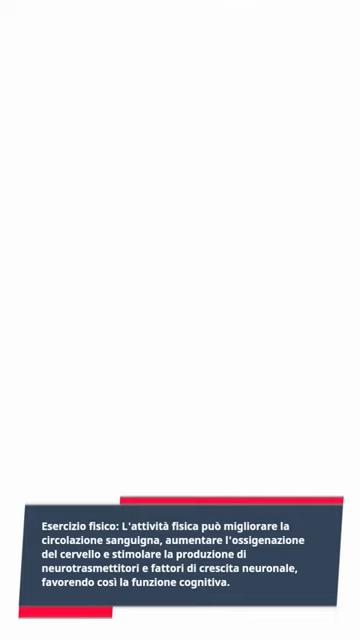 Esercizio fisico: L'attività fisica può migliorare la
circolazione sanguigna, aumentare l'ossigenazione
del cervello e stimolare la produzione di
neurotrasmettitori e fattori di crescita neuronale,
favorendo così la funzione cognitiva.